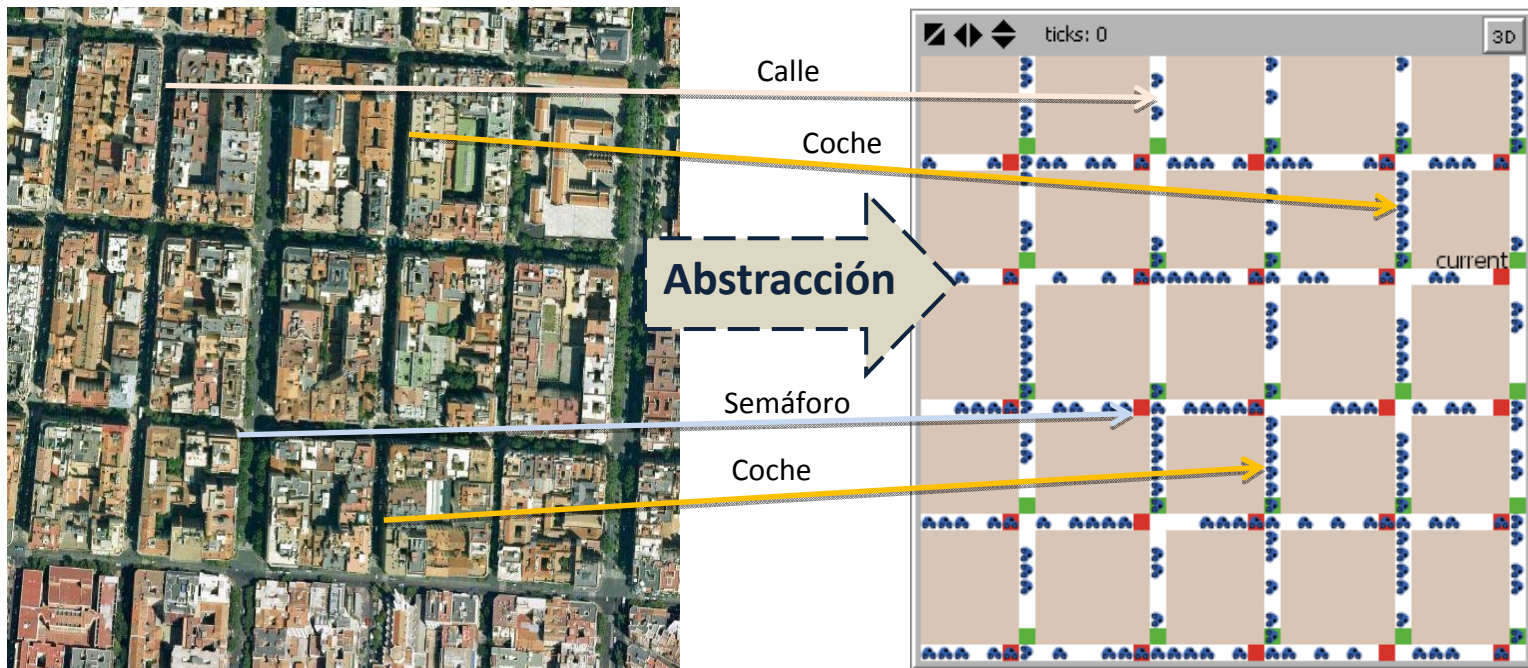 ticks: 0
3D
Calle
Coche
Abstracción
current
Semáforo
Coche